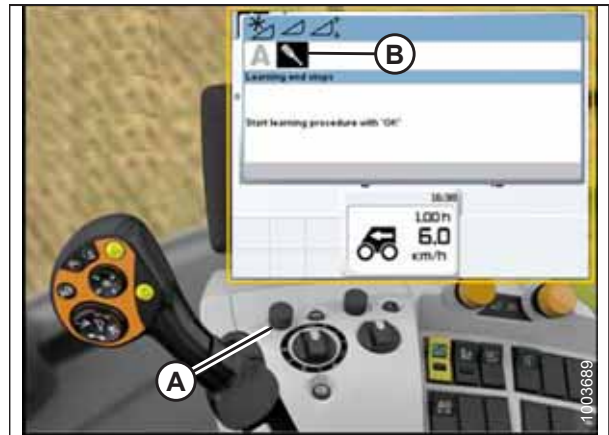 B
A
Learning end stops
Start learning procedure with 'OK'
16:30
1.00 h
6.0
km/h
A
1003689